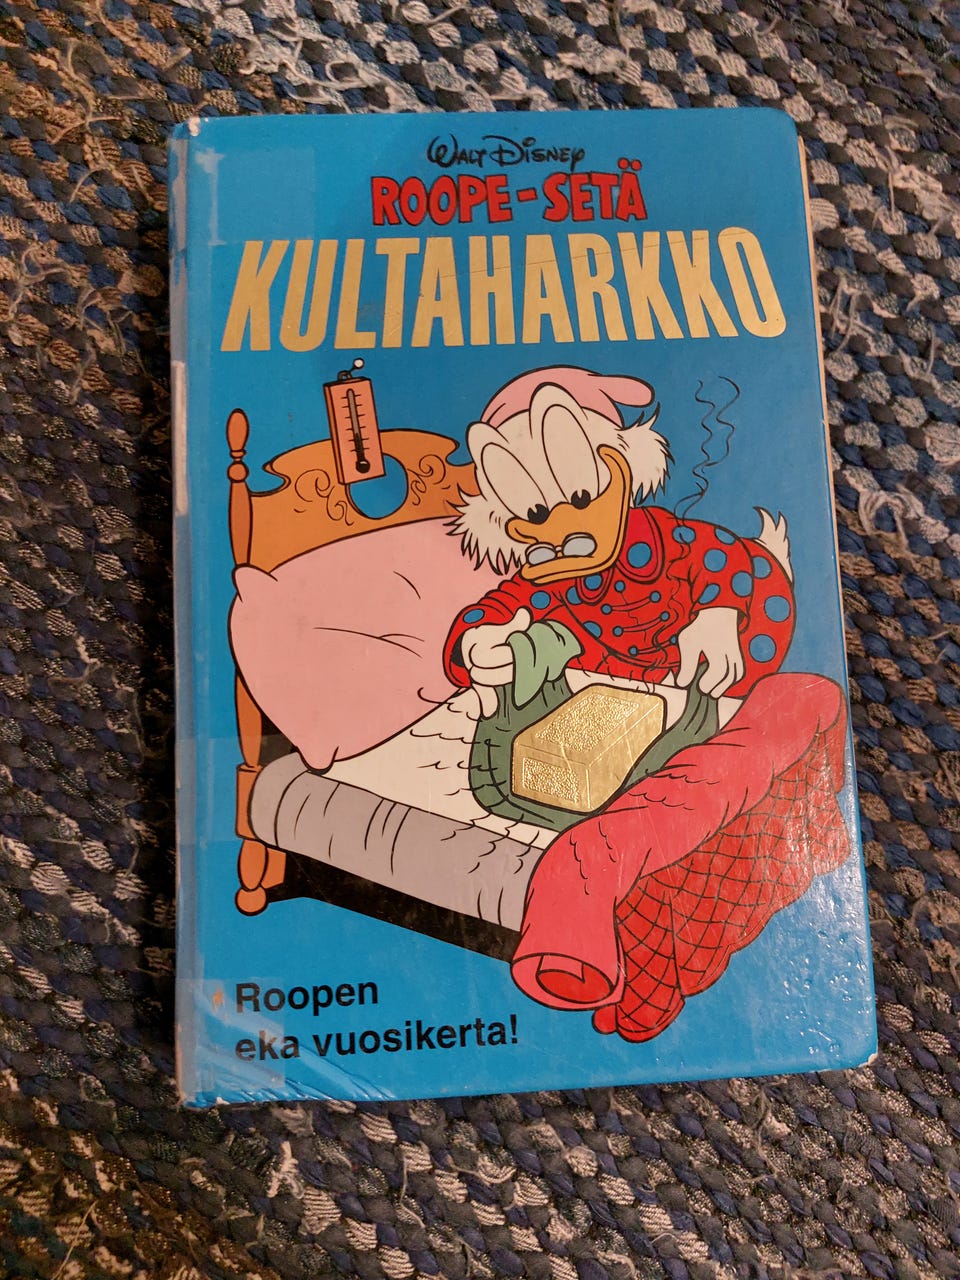 Walt Disney
ROOPE-SETÄ
KULTAHARKKO
Roopen
eka vuosikerta!